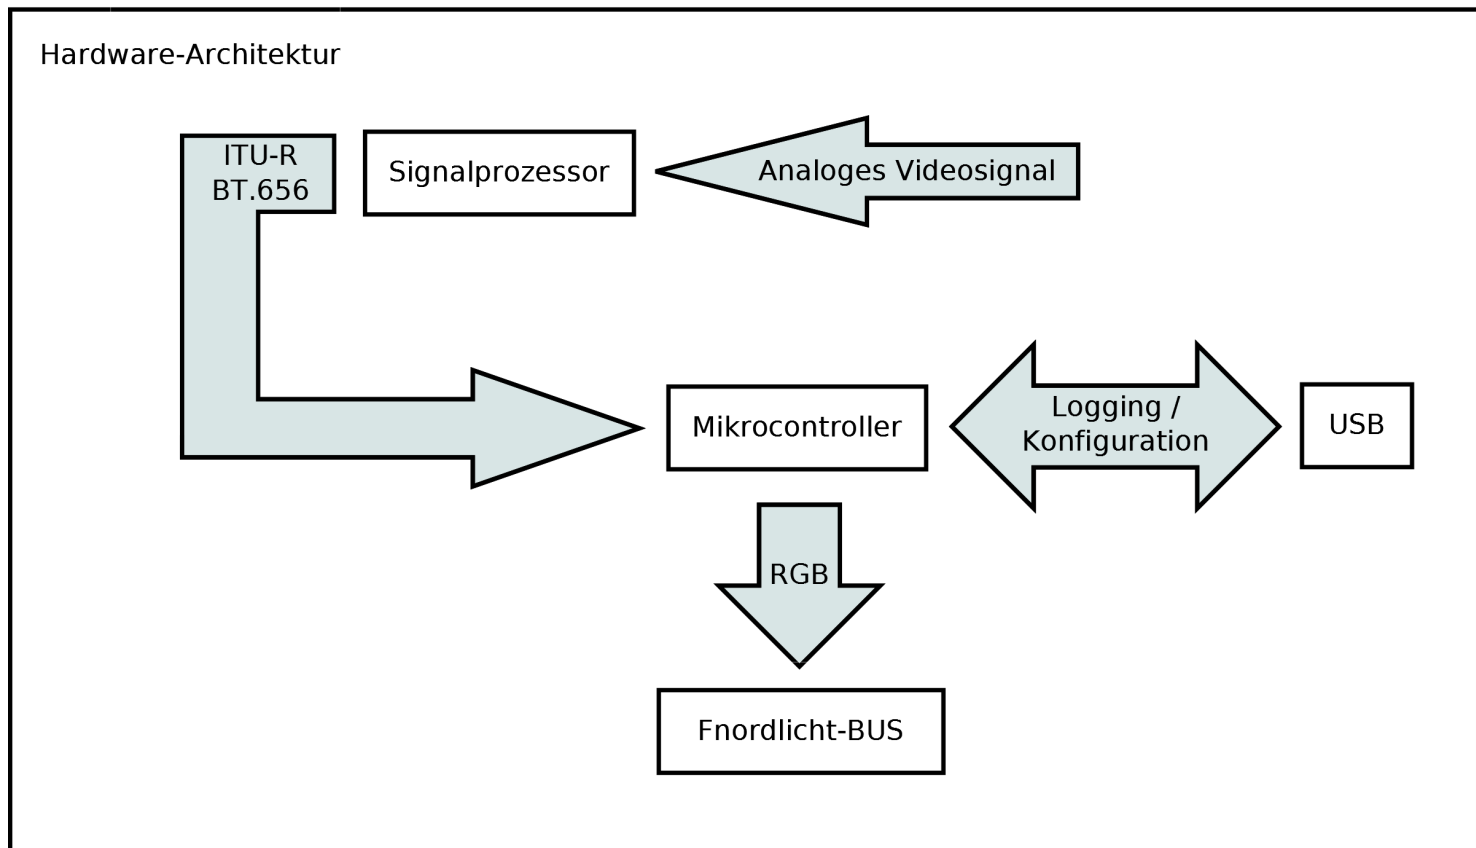 Hardware-Architektur
ITU-R
BT.656
Signalprozessor
Analoges Videosignal
Mikrocontroller
Logging /
Konfiguration
USB
RGB
Fnordlicht-BUS